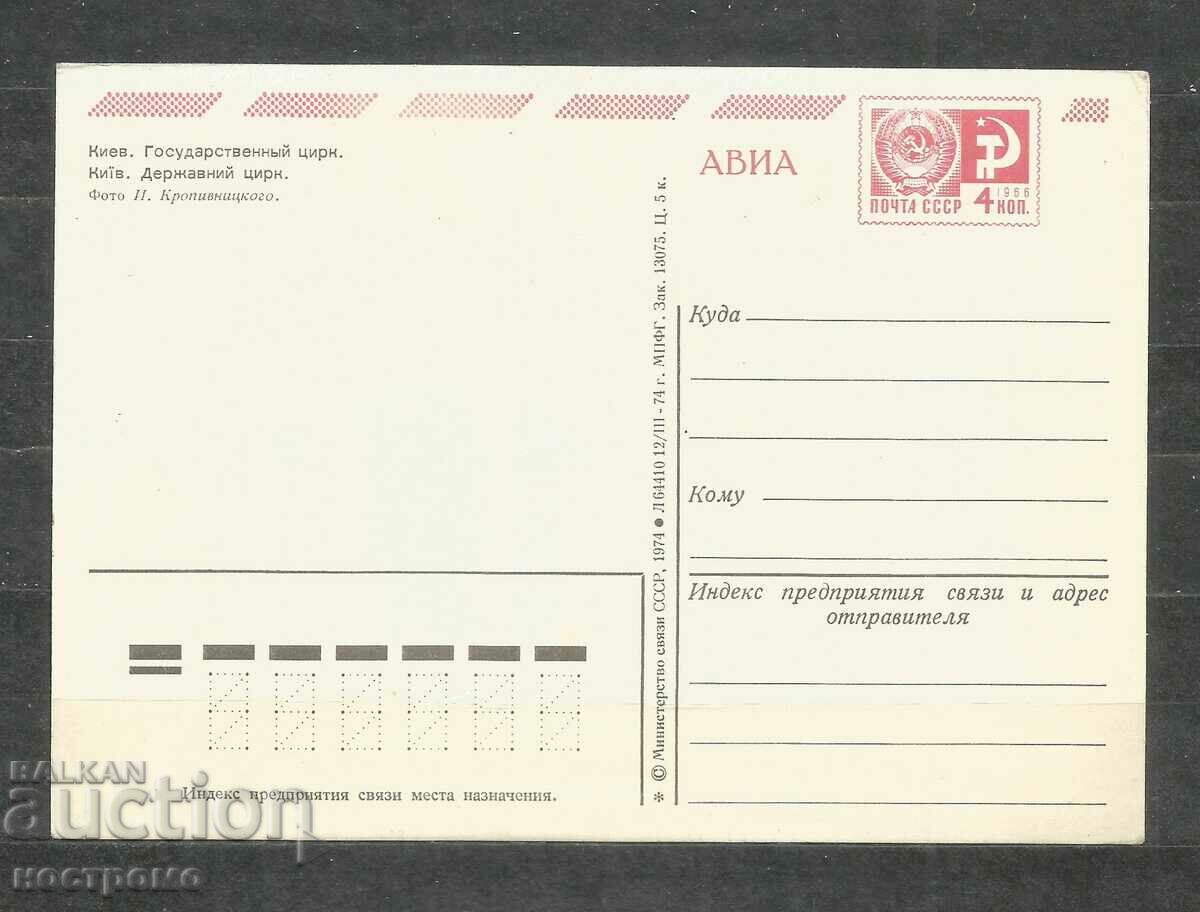 Киев. Государственный цирк.
Київ. Державний цирк.
Фото И. Кропивницкого.
АВИА
ПОЧТА СССР 4 КОП.
1966
Куда
Кому
Индекс предприятия связи и адрес
отправителя
* © Министерство связи СССР, 1974 ● Л 64410 12/III - 74 г. МПФГ. Зак. 13075. Ц. 5 к.
Индекс предприятия связи места назначения.
BALKAN
auction
костромо